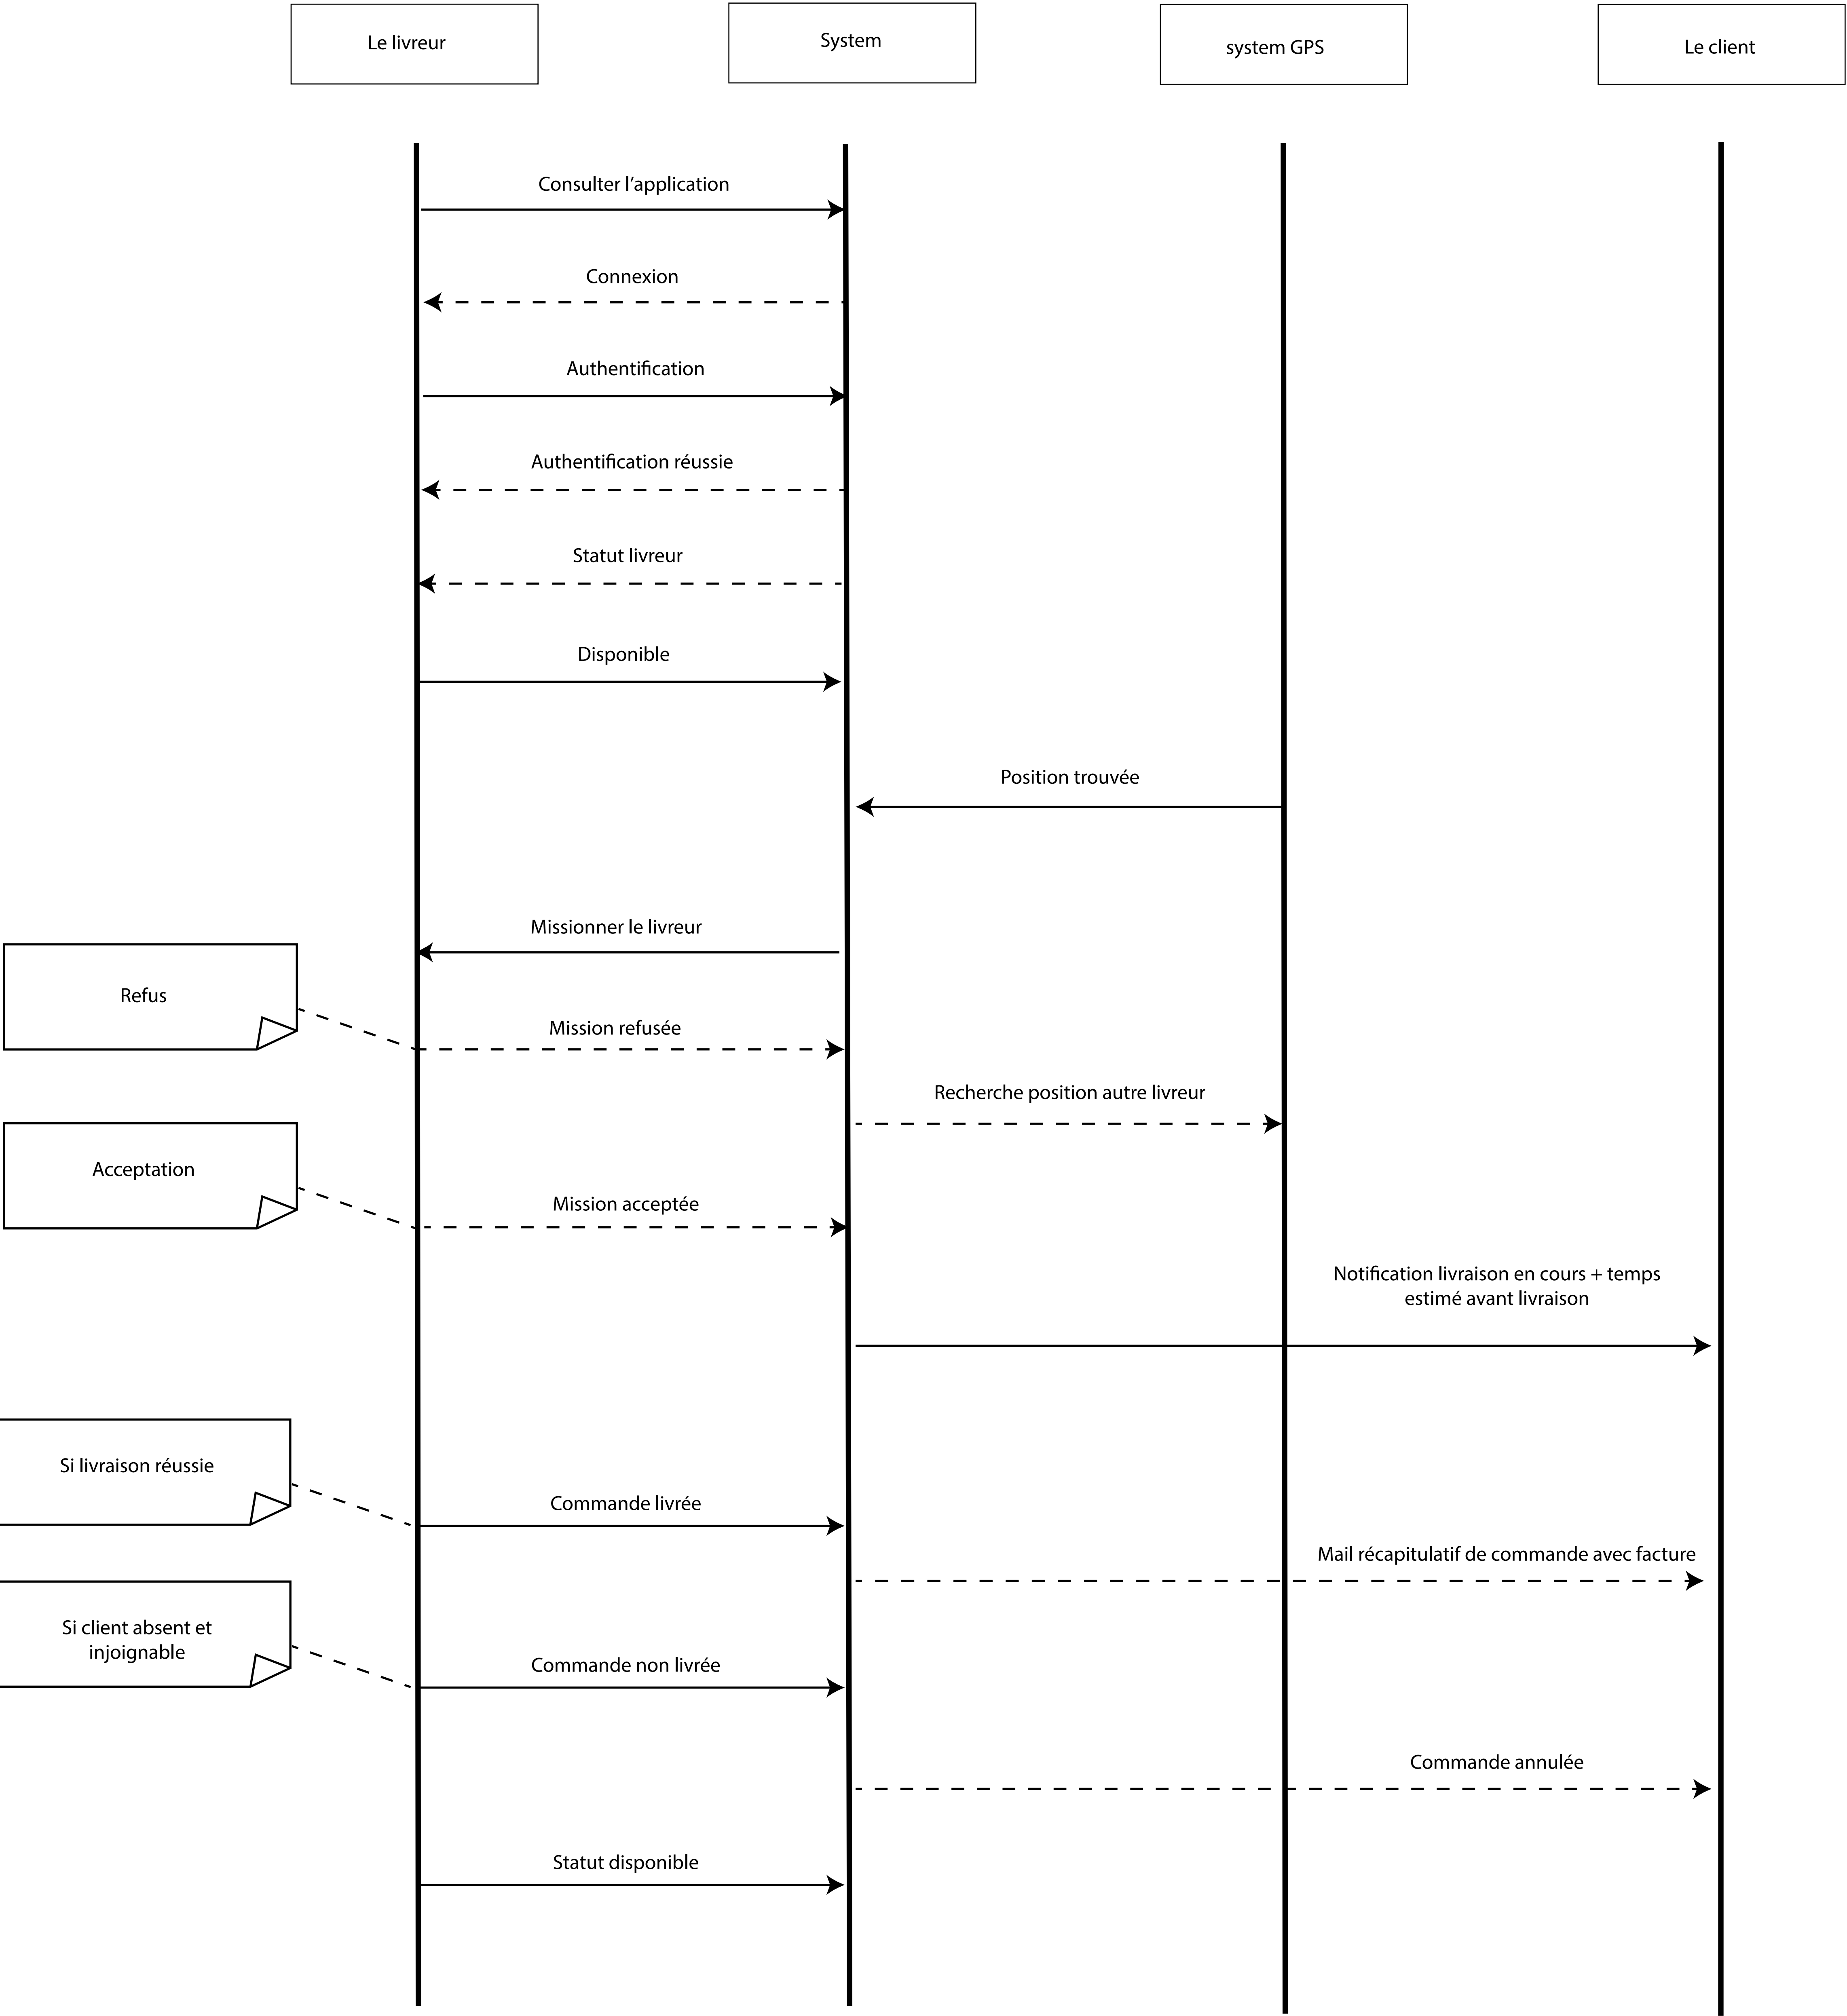 Le livreur
System
system GPS
Le client
Consulter l’application
Connexion
Authentification
Authentification réussie
Statut livreur
Disponible
Position trouvée
Missionner le livreur
Refus
Mission refusée
Recherche position autre livreur
Acceptation
Mission acceptée
Notification livraison en cours + temps
estimé avant livraison
Si livraison réussie
Commande livrée
Mail récapitulatif de commande avec facture
Si client absent et
injoignable
Commande non livrée
Commande annulée
Statut disponible